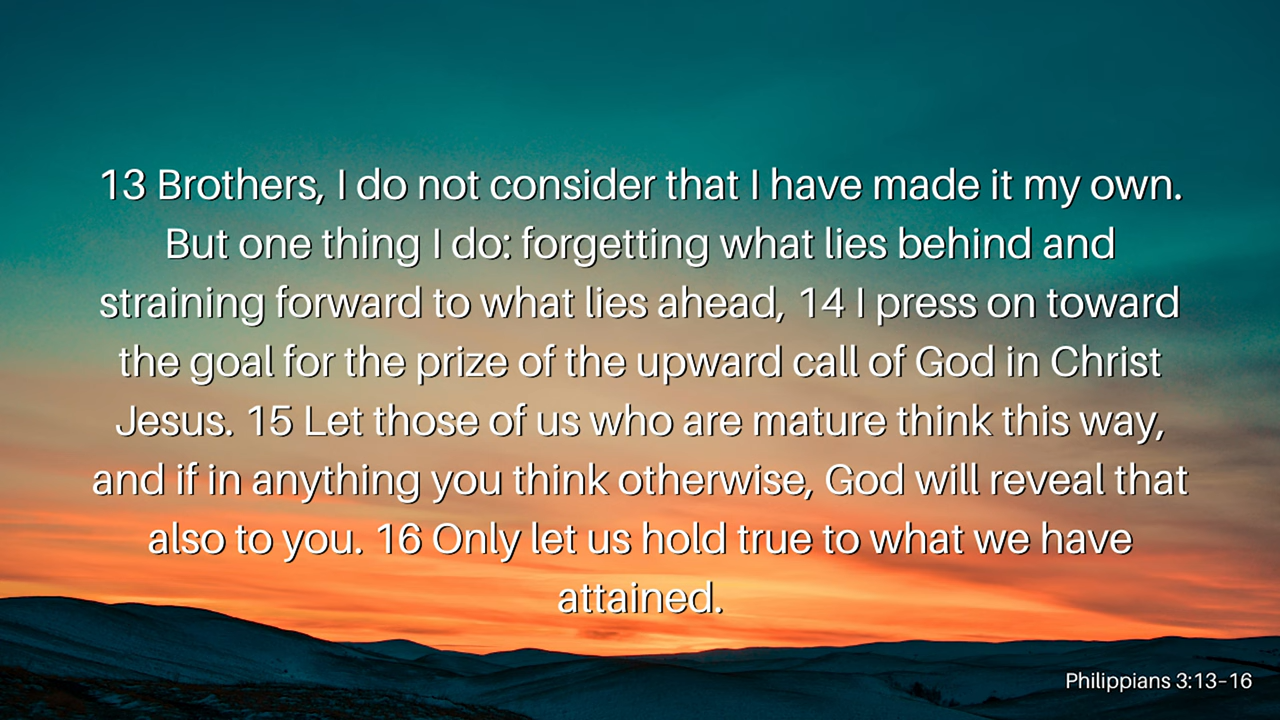 13 Brothers, I do not consider that I have made it my own.
But one thing I do: forgetting what lies behind and
straining forward to what lies ahead, 14 I press on toward
the goal for the prize of the upward call of God in Christ
Jesus. 15 Let those of us who are mature think this way,
and if in anything you think otherwise, God will reveal that
also to you. 16 Only let us hold true to what we have
attained.
Philippians 3:13–16